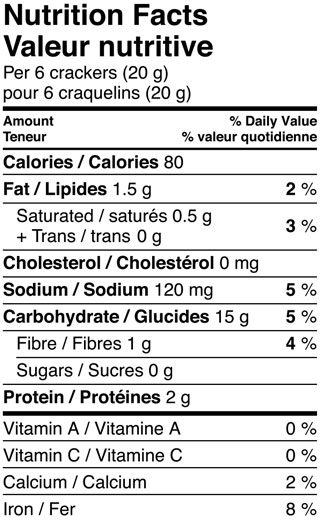 Nutrition Facts
Valeur nutritive
Per 6 crackers (20 g)
pour 6 craquelins (20 g)
Amount % Daily Value
Teneur % valeur quotidienne
Calories / Calories 80
Fat / Lipides 1.5 g 2 %
Saturated / saturés 0.5 g
+ Trans / trans 0 g 3 %
Cholesterol / Cholestérol 0 mg
Sodium / Sodium 120 mg 5 %
Carbohydrate / Glucides 15 g 5 %
Fibre / Fibres 1 g 4 %
Sugars / Sucres 0 g
Protein / Protéines 2 g
Vitamin A / Vitamine A 0 %
Vitamin C / Vitamine C 0 %
Calcium / Calcium 2 %
Iron / Fer 8 %